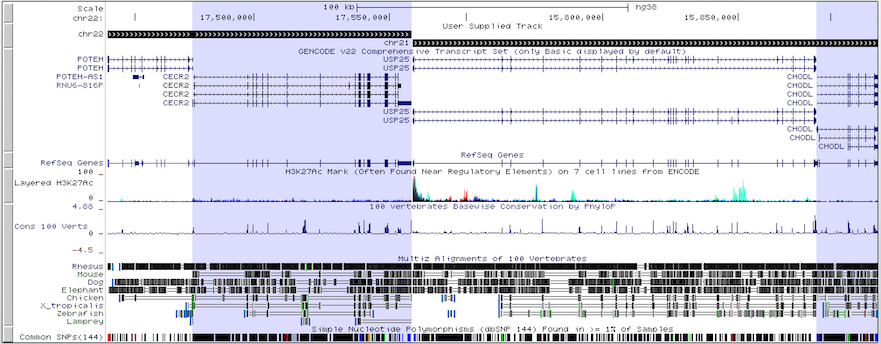 Scale 100 kb hg38
chr22: 17,500,000 17,550,000 15,800,000 15,850,000
User Supplied Track
chr22
chr21
GENCODE v22 Comprehensive Transcript Set (only Basic displayed by default)
POTEH USP25
POTEH USP25
POTEH-AS1 CECR2 CHODL
RNU6-816P CECR2 CHODL
CECR2 CHODL
CECR2 CHODL
USP25
USP25
CHODL
CHODL
CHODL
RefSeq Genes
RefSeq Genes
H3K27Ac Mark (Often Found Near Regulatory Elements) on 7 cell lines from ENCODE
100
Layered H3K27Ac
0
100 vertebrates Basewise Conservation by PhyloP
4.88
Cons 100 Verts
0
-4.5
Multiz Alignments of 100 Vertebrates
Rhesus
Mouse
Dog
Elephant
Chicken
X_tropicalis
Zebrafish
Lamprey
Simple Nucleotide Polymorphisms (dbSNP 144) Found in >= 1% of Samples
Common SNPs(144)